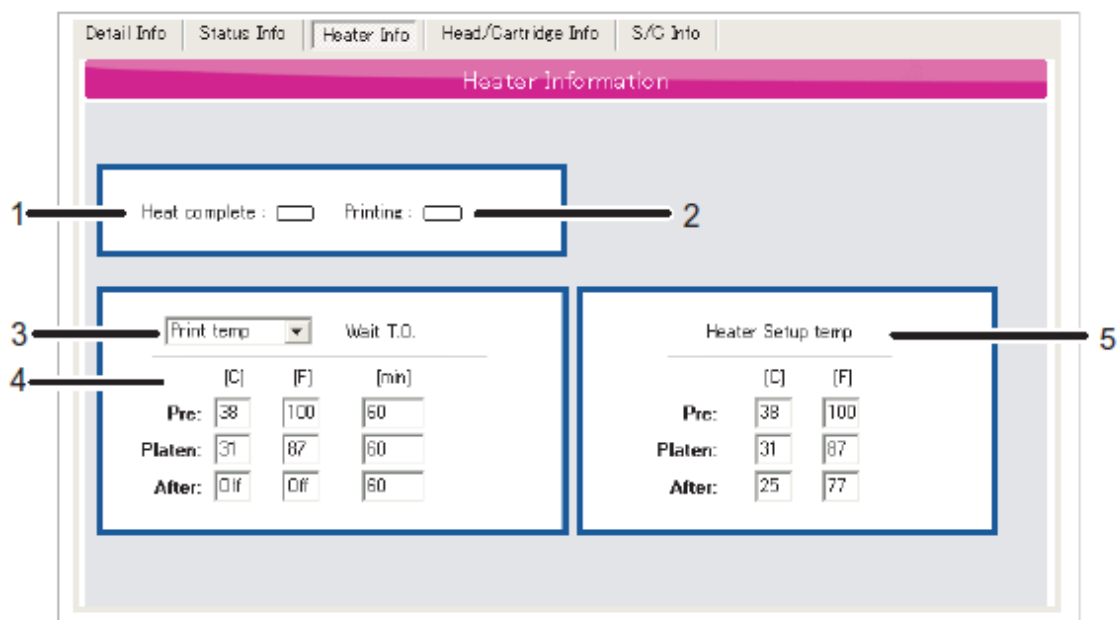 Detail Info Status Info Heater Info Head/Cartridge Info S/C Info
Heater Information
1 Heat complete : Printing : 2
3 Print temp Wait T.O. Heater Setup temp 5
4 [C] [F] [min] [C] [F]
Pre: 38 100 60 Pre: 38 100
Platen: 31 87 60 Platen: 31 87
After: Off Off 60 After: 25 77